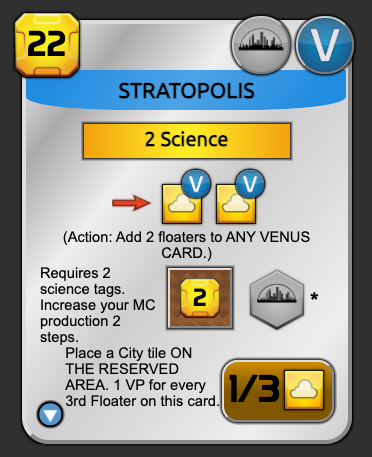 22
V
STRATOPOLIS
2 Science
V V
(Action: Add 2 floaters to ANY VENUS
CARD.)
Requires 2
science tags.
Increase your MC
production 2
steps.
2
*
Place a City tile ON
THE RESERVED
AREA. 1 VP for every
3rd Floater on this card.
1/3